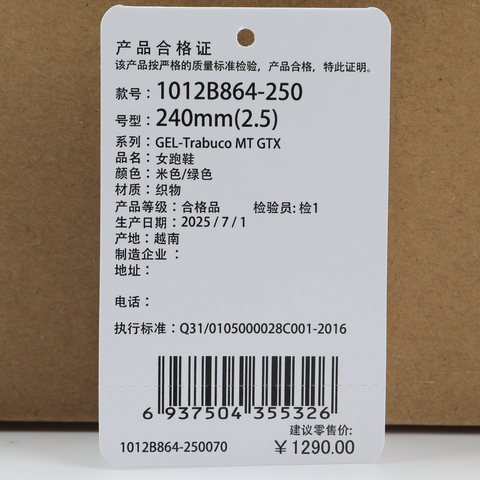 产品合格证
该产品按严格的质量标准检验，产品合格，特此证明。
款号：1012B864-250
号型：240mm(2.5)
系列：GEL-Trabuco MT GTX
品名：女跑鞋
颜色：米色/绿色
材质：织物
产品等级：合格品 检验员：检1
生产日期：2025 / 7 / 1
产地：越南
制造企业 ：
地址：
电话：
执行标准：Q31/0105000028C001-2016
6 937504 355326
建议零售价:
1012B864-250070 ￥1290.00